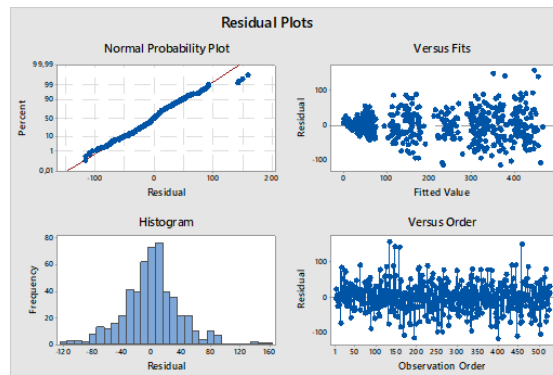 Residual Plots
Normal Probability Plot
99,99
99
90
50
10
1
0,01
Percent
-100 0 100 200
Residual
Versus Fits
100
0
-100
Residual
0 100 200 300 400
Fitted Value
Histogram
80
60
40
20
0
Frequency
-120 -80 -40 0 40 80 120 160
Residual
Versus Order
100
0
-100
Residual
1 50 100 150 200 250 300 350 400 450 500
Observation Order